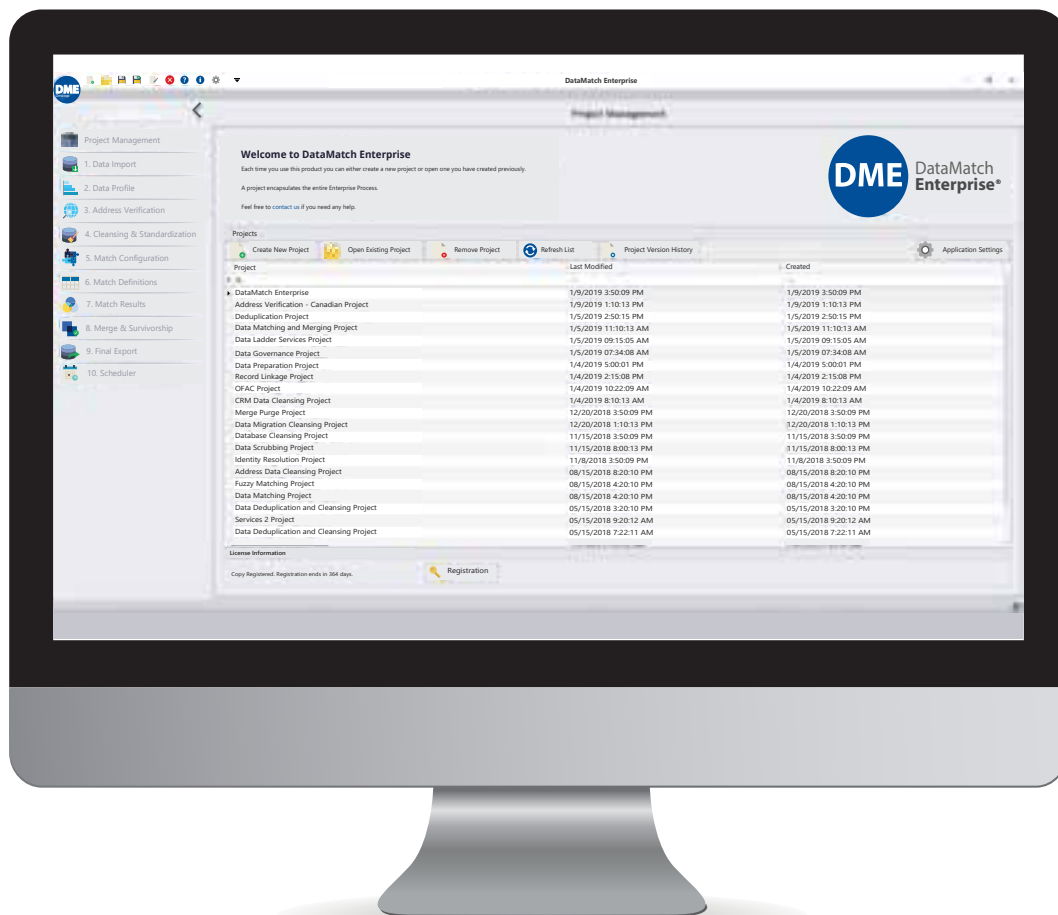 DataMatch Enterprise
DME
Project Management
Project Management
1. Data Import
2. Data Profile
3. Address Verification
4. Cleansing & Standardization
5. Match Configuration
6. Match Definitions
7. Match Results
8. Merge & Survivorship
9. Final Export
10. Scheduler
Welcome to DataMatch Enterprise
Each time you use this product you can either create a new project or open one you have created previously.
A project encapsulates the entire Enterprise Process.
Feel free to contact us if you need any help.
DME DataMatch
Enterprise®
Projects
Create New Project Open Existing Project Remove Project Refresh List Project Version History Application Settings
Project Last Modified Created
DataMatch Enterprise 1/9/2019 3:50:09 PM 1/9/2019 3:50:09 PM
Address Verification - Canadian Project 1/9/2019 1:10:13 PM 1/9/2019 1:10:13 PM
Deduplication Project 1/5/2019 2:50:15 PM 1/5/2019 2:50:15 PM
Data Matching and Merging Project 1/5/2019 11:10:13 AM 1/5/2019 11:10:13 AM
Data Ladder Services Project 1/5/2019 09:15:05 AM 1/5/2019 09:15:05 AM
Data Governance Project 1/5/2019 07:34:08 AM 1/5/2019 07:34:08 AM
Data Preparation Project 1/4/2019 5:00:01 PM 1/4/2019 5:00:01 PM
Record Linkage Project 1/4/2019 2:15:08 PM 1/4/2019 2:15:08 PM
OFAC Project 1/4/2019 10:22:09 AM 1/4/2019 10:22:09 AM
CRM Data Cleansing Project 1/4/2019 8:10:13 AM 1/4/2019 8:10:13 AM
Merge Purge Project 12/20/2018 3:50:09 PM 12/20/2018 3:50:09 PM
Data Migration Cleansing Project 12/20/2018 1:10:13 PM 12/20/2018 1:10:13 PM
Database Cleansing Project 11/15/2018 3:50:09 PM 11/15/2018 3:50:09 PM
Data Scrubbing Project 11/15/2018 8:00:13 PM 11/15/2018 8:00:13 PM
Identity Resolution Project 11/8/2018 3:50:09 PM 11/8/2018 3:50:09 PM
Address Data Cleansing Project 08/15/2018 8:20:10 PM 08/15/2018 8:20:10 PM
Fuzzy Matching Project 08/15/2018 4:20:10 PM 08/15/2018 4:20:10 PM
Data Matching Project 08/15/2018 4:20:10 PM 08/15/2018 4:20:10 PM
Data Deduplication and Cleansing Project 05/15/2018 3:20:10 PM 05/15/2018 3:20:10 PM
Services 2 Project 05/15/2018 9:20:12 AM 05/15/2018 9:20:12 AM
Data Deduplication and Cleansing Project 05/15/2018 7:22:11 AM 05/15/2018 7:22:11 AM
License Information
Copy Registered. Registration ends in 364 days. Registration